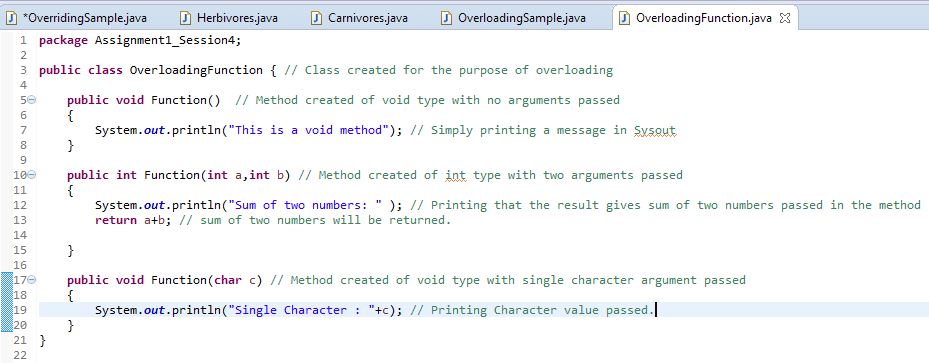 *OverridingSample.java Herbivores.java Carnivores.java OverloadingSample.java OverloadingFunction.java
1 package Assignment1_Session4;
2
3 public class OverloadingFunction { // Class created for the purpose of overloading
4
5 public void Function()  // Method created of void type with no arguments passed
6 {
7 System.out.println("This is a void method"); // Simply printing a message in Sysout
8 }
9
10 public int Function(int a,int b) // Method created of int type with two arguments passed
11 {
12 System.out.println("Sum of two numbers: " ); // Printing that the result gives sum of two numbers passed in the method
13 return a+b; // sum of two numbers will be returned.
14
15 }
16
17 public void Function(char c) // Method created of void type with single character argument passed
18 {
19 System.out.println("Single Character : "+c); // Printing Character value passed.
20 }
21 }
22